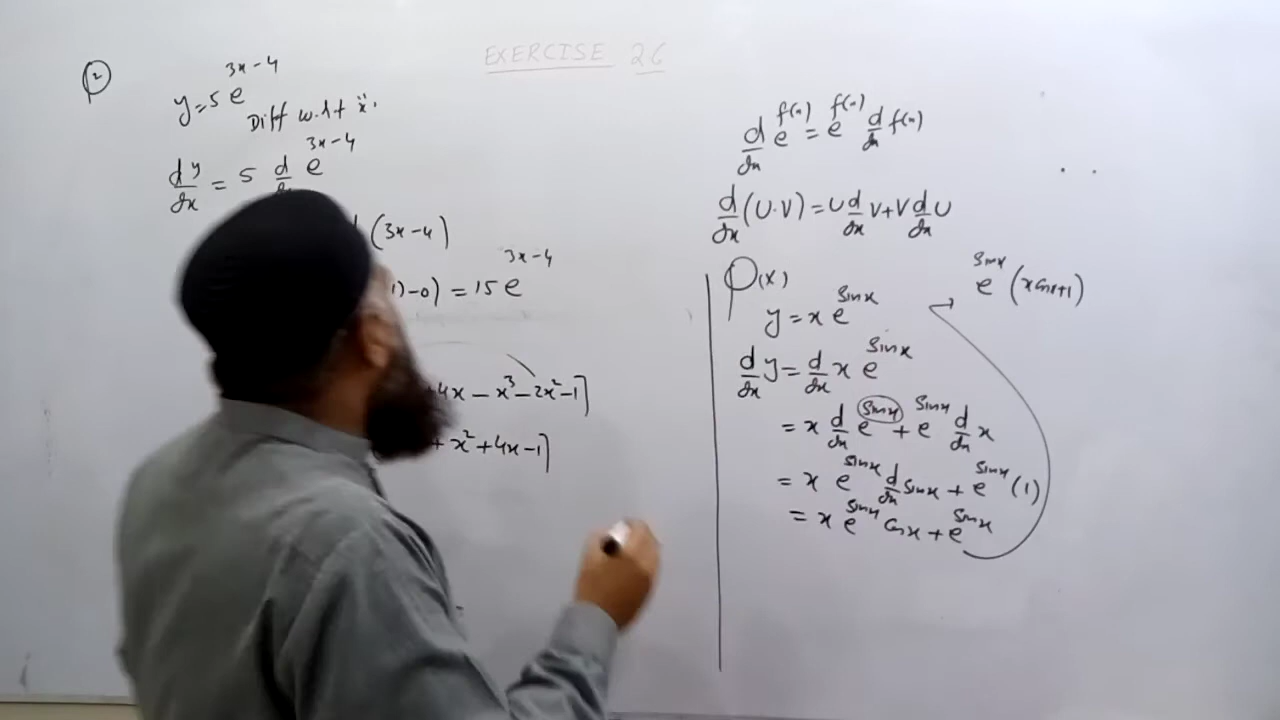 EXERCISE 26
2
y = 5 e^{3x-4}
Diff w.r.t "x".
dy/dx = 5 d/dx e^{3x-4}
(3x-4)
1)-0) = 15 e^{3x-4}
4x - x³ - 2x² - 1]
+ x² + 4x - 1]
d/dx e^{f(x)} = e^{f(x)} d/dx f(x)
d/dx (U·V) = U d/dx V + V d/dx U
(x)
y = x e^{sinx}
e^{sinx} (x cosx+1)
d/dx y = d/dx x e^{sinx}
= x d/dx e^{sinx} + e^{sinx} d/dx x
= x e^{sinx} d/dx sinx + e^{sinx} (1)
= x e^{sinx} cosx + e^{sinx}